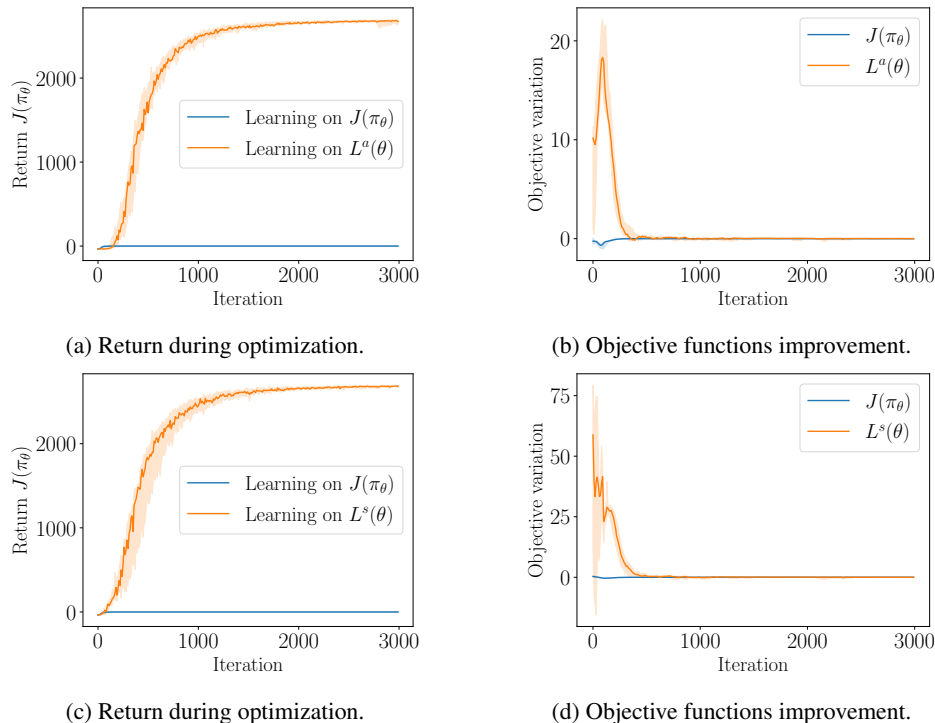 Return J(π_θ)
2000
1000
0
Learning on J(π_θ)
Learning on L^a(θ)
0
1000
2000
3000
Iteration
Objective variation
20
10
0
J(π_θ)
L^a(θ)
0
1000
2000
3000
Iteration
(a) Return during optimization.
(b) Objective functions improvement.
Return J(π_θ)
2000
1000
0
Learning on J(π_θ)
Learning on L^s(θ)
0
1000
2000
3000
Iteration
Objective variation
75
50
25
0
J(π_θ)
L^s(θ)
0
1000
2000
3000
Iteration
(c) Return during optimization.
(d) Objective functions improvement.